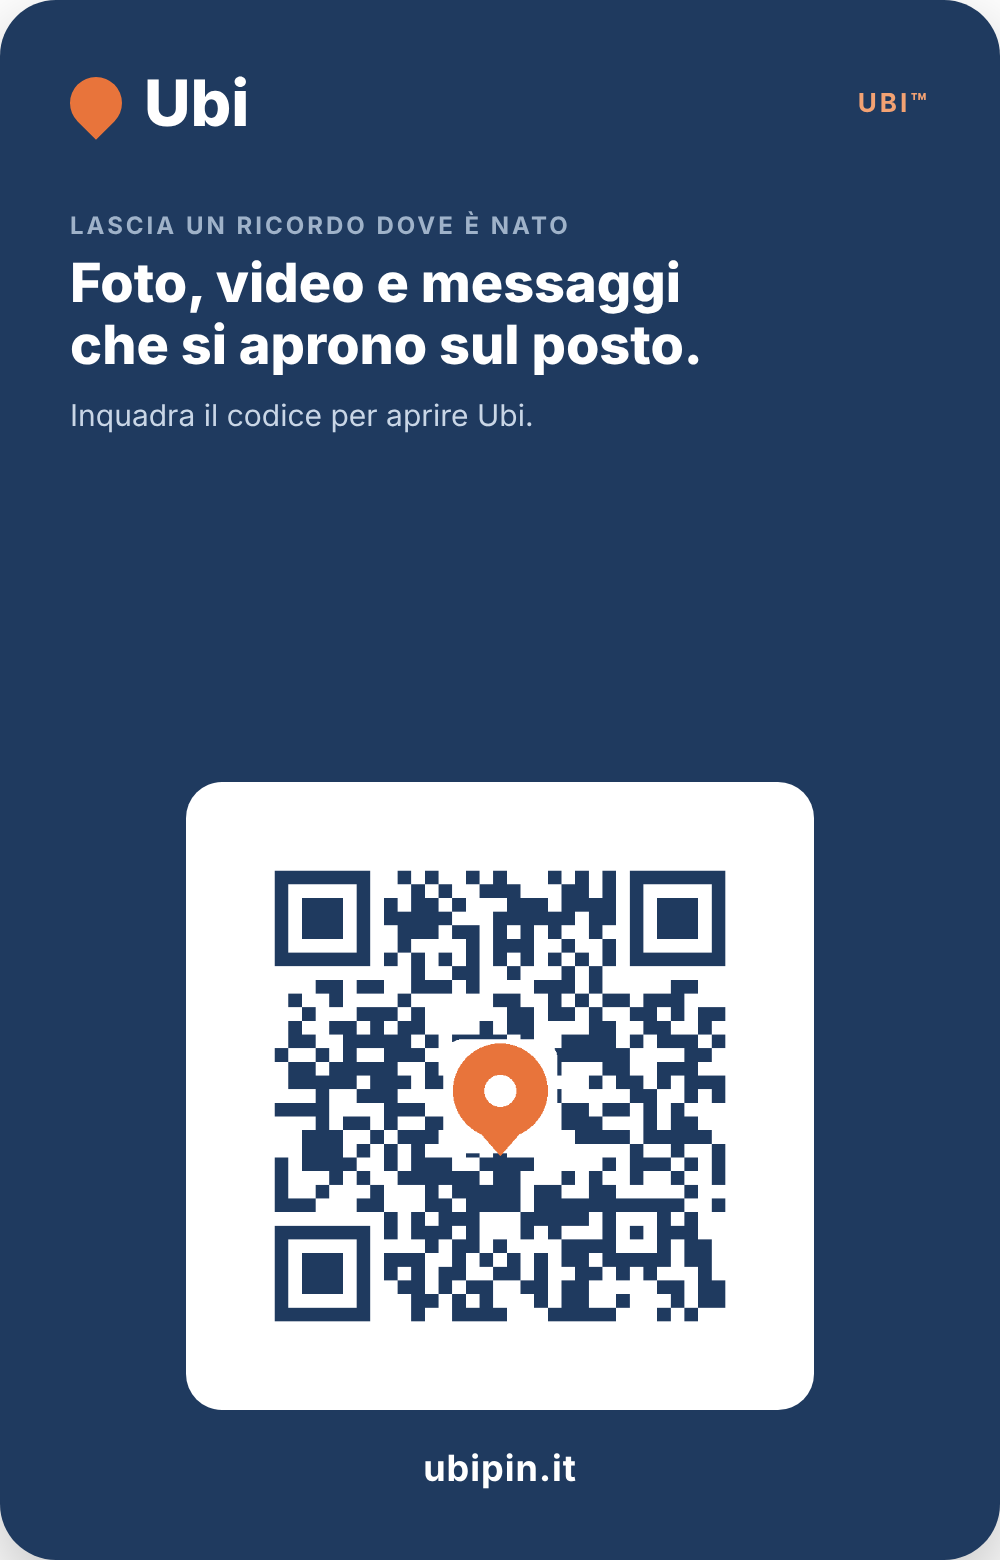 Ubi
UBI™
LASCIA UN RICORDO DOVE È NATO
Foto, video e messaggi
che si aprono sul posto.
Inquadra il codice per aprire Ubi.
ubipin.it